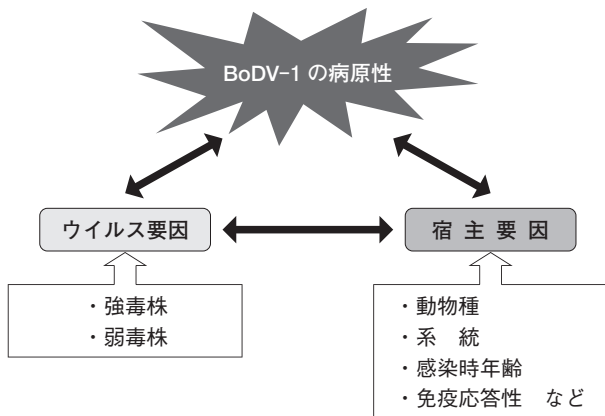 BoDV-1 の病原性
ウイルス要因
宿 主 要 因
・強毒株
・弱毒株
・動物種
・系　統
・感染時年齢
・免疫応答性　など